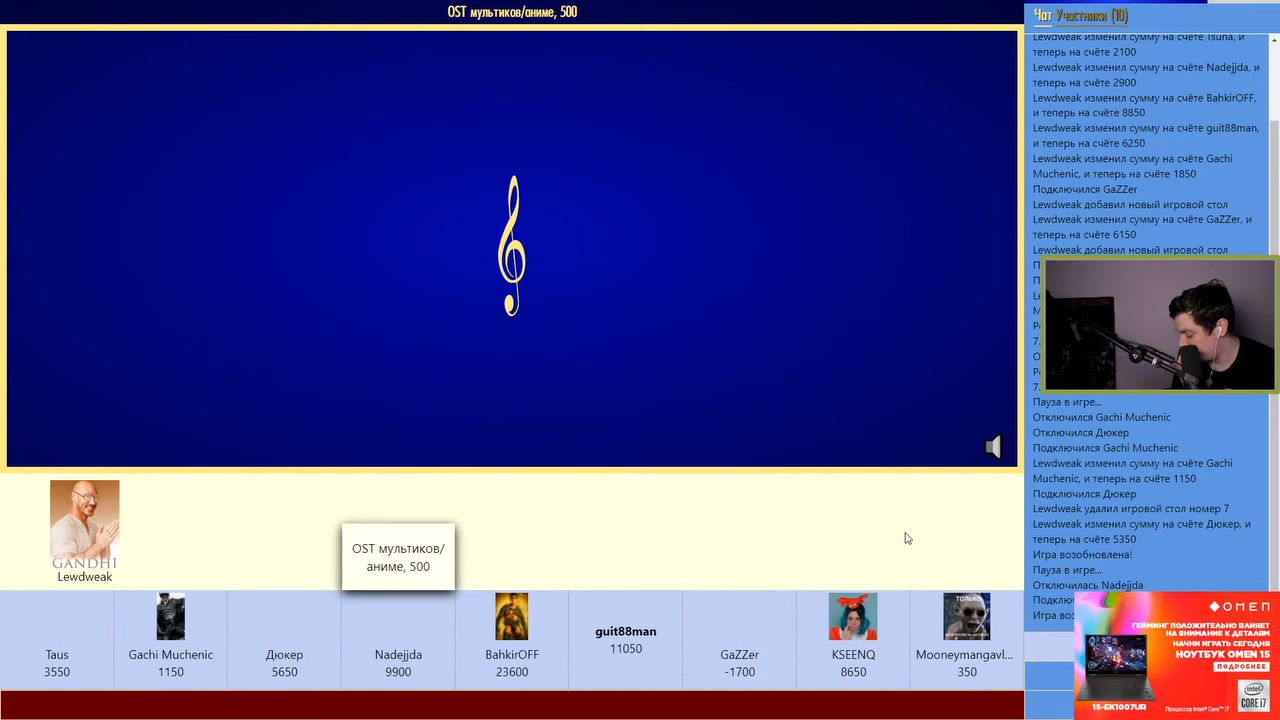 OST мультиков/аниме, 500
Чат Участники (10)
Lewdweak изменил сумму на счёте Tsuna, и
теперь на счёте 2100
Lewdweak изменил сумму на счёте Nadejjda, и
теперь на счёте 2900
Lewdweak изменил сумму на счёте BahkirOFF,
и теперь на счёте 8850
Lewdweak изменил сумму на счёте guit88man,
и теперь на счёте 6250
Lewdweak изменил сумму на счёте Gachi
Muchenic, и теперь на счёте 1850
Подключился GaZZer
Lewdweak добавил новый игровой стол
Lewdweak изменил сумму на счёте GaZZer, и
теперь на счёте 6150
Lewdweak добавил новый игровой стол
Пауза в игре...
Отключился Gachi Muchenic
Отключился Дюкер
Подключился Gachi Muchenic
Lewdweak изменил сумму на счёте Gachi
Muchenic, и теперь на счёте 1150
Подключился Дюкер
Lewdweak удалил игровой стол номер 7
Lewdweak изменил сумму на счёте Дюкер, и
теперь на счёте 5350
Игра возобновлена!
Пауза в игре...
Отключилась Nadejjda
Подклю
Игра воз
GANDHI
Lewdweak
OST мультиков/
аниме, 500
Taus
3550
Gachi Muchenic
1150
Дюкер
5650
Nadejjda
9900
BahkirOFF
23600
guit88man
11050
GaZZer
-1700
KSEENQ
8650
ТОЛЬКО
Mooneymangavl...
350
OMEN
ГЕЙМИНГ ПОЛОЖИТЕЛЬНО ВЛИЯЕТ
НА ВНИМАНИЕ К ДЕТАЛЯМ
НАЧНИ ИГРАТЬ СЕГОДНЯ
НОУТБУК OMEN 15
ПОДРОБНЕЕ
15-EK1007UR
Процессор Intel® Core™ i7
intel
CORE i7